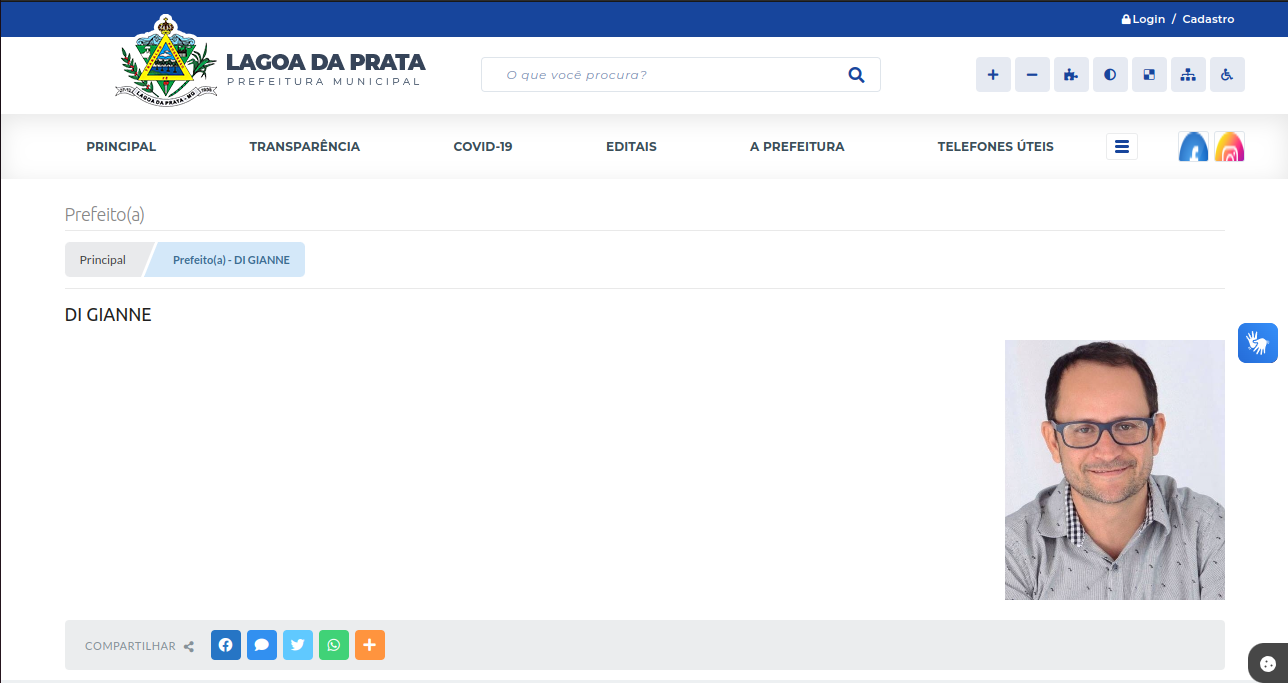 Login / Cadastro
LAGOA DA PRATA
PREFEITURA MUNICIPAL
LAGOA DA PRATA - MG
O que você procura?
PRINCIPAL
TRANSPARÊNCIA
COVID-19
EDITAIS
A PREFEITURA
TELEFONES ÚTEIS
Prefeito(a)
Principal
Prefeito(a) - DI GIANNE
DI GIANNE
COMPARTILHAR